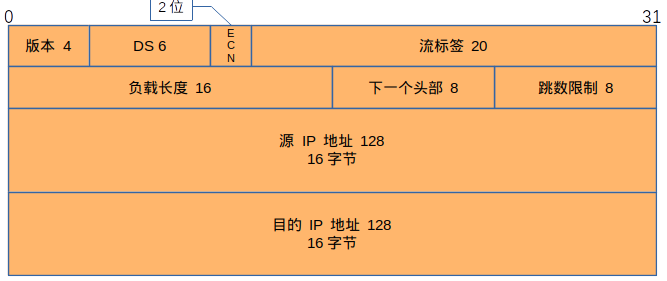 2 位
0
31
版本 4
DS 6
E
C
N
流标签 20
负载长度 16
下一个头部 8
跳数限制 8
源 IP 地址 128
16 字节
目的 IP 地址 128
16 字节